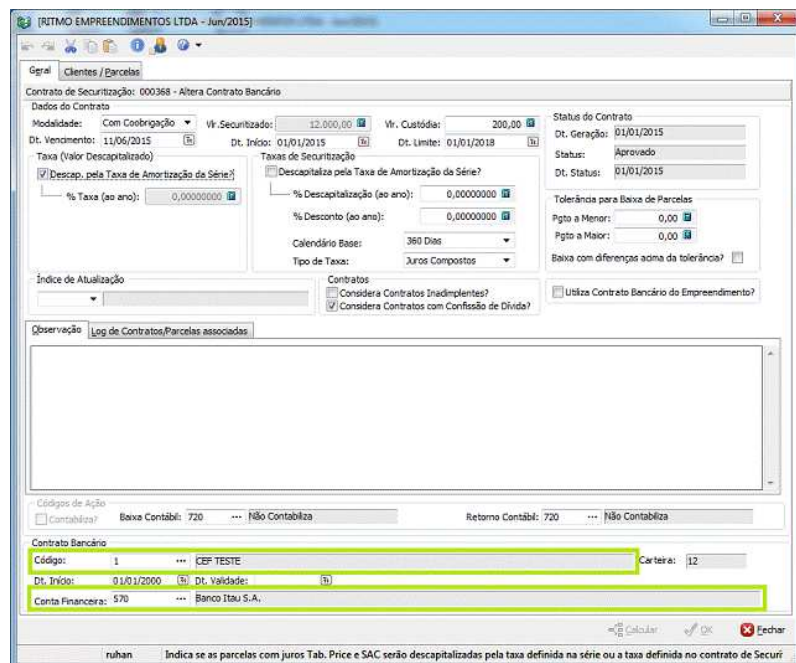 [RITMO EMPREENDIMENTOS LTDA - Jun/2015]
Geral Clientes / Parcelas
Contrato de Securitização: 000368 - Altera Contrato Bancário
Dados do Contrato
Modalidade: Com Coobrigação Vlr.Securitizado: 12.000,00 Vlr. Custódia: 200,00
Dt. Vencimento: 11/06/2015 Dt. Início: 01/01/2015 Dt. Limite: 01/01/2018
Status do Contrato
Dt. Geração: 01/01/2015
Status: Aprovado
Dt. Status: 01/01/2015
Taxa (Valor Descapitalizado)
Descap. pela Taxa de Amortização da Série?
% Taxa (ao ano): 0,00000000
Taxas de Securitização
Descapitaliza pela Taxa de Amortização da Série?
% Descapitalização (ao ano): 0,00000000
% Desconto (ao ano): 0,00000000
Calendário Base: 360 Dias
Tipo de Taxa: Juros Compostos
Tolerância para Baixa de Parcelas
Pgto a Menor: 0,00
Pgto a Maior: 0,00
Baixa com diferenças acima da tolerância?
Índice de Atualização
Contratos
Considera Contratos Inadimplentes?
Considera Contratos com Confissão de Dívida?
Utiliza Contrato Bancário do Empreendimento?
Observação Log de Contratos/Parcelas associadas
Códigos de Ação
Contabiliza? Baixa Contábil: 720 ... Não Contabiliza Retorno Contábil: 720 ... Não Contabiliza
Contrato Bancário
Código: 1 ... CEF TESTE Carteira: 12
Dt. Início: 01/01/2000 Dt. Validade:
Conta Financeira: 570 ... Banco Itau S.A.
Calcular OK Fechar
ruhan Indica se as parcelas com juros Tab. Price e SAC serão descapitalizadas pela taxa definida na série ou a taxa definida no contrato de Securi